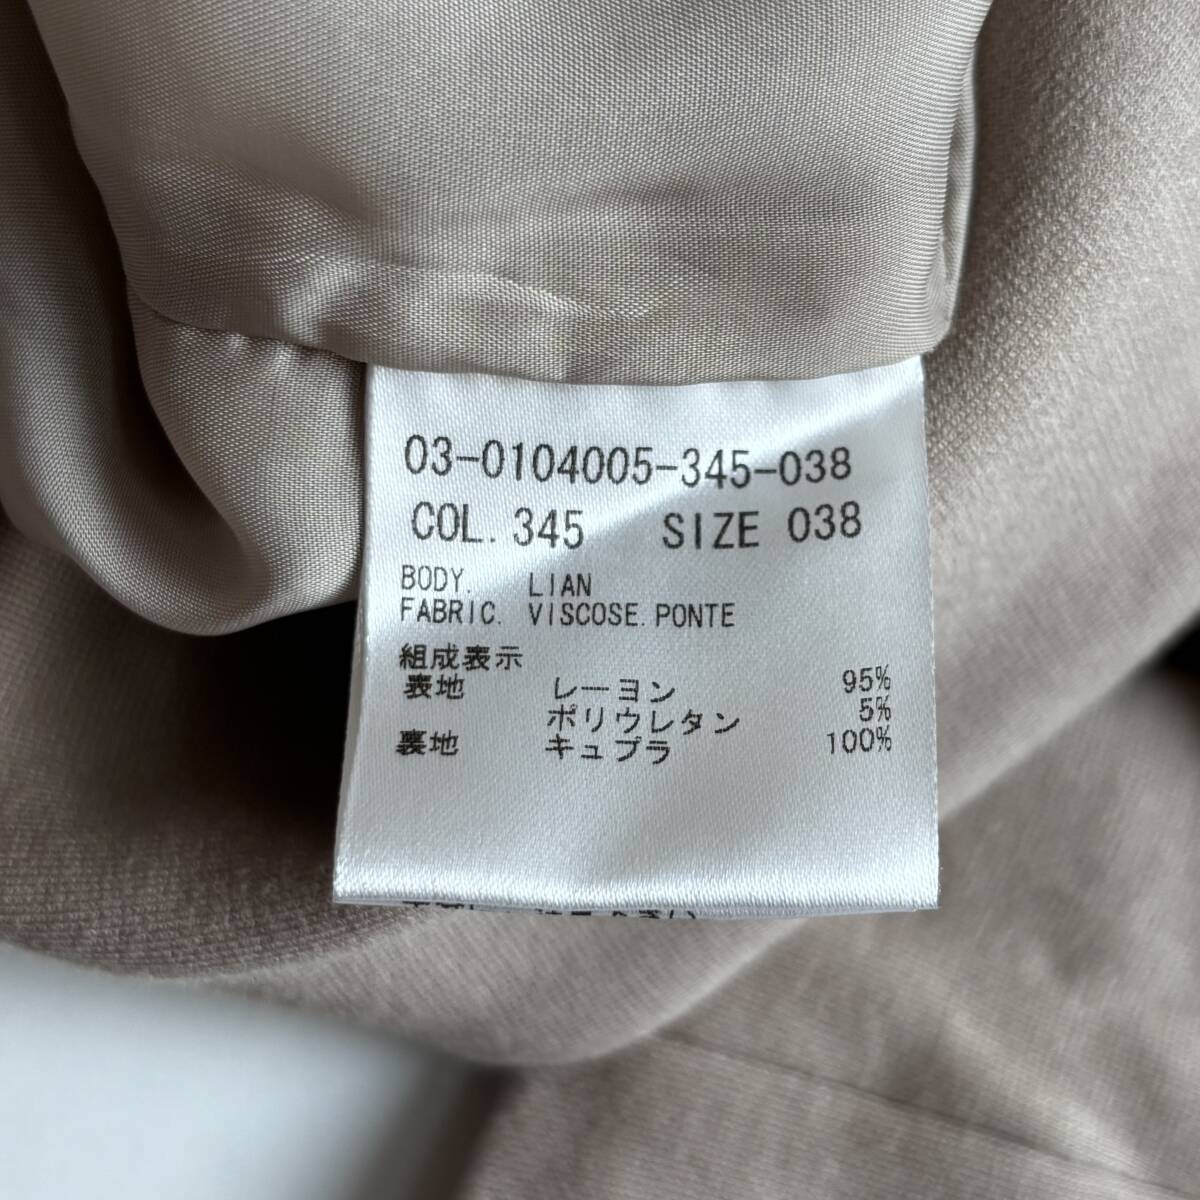 03-0104005-345-038
COL. 345 SIZE 038
BODY. LIAN
FABRIC. VISCOSE.PONTE
組成表示
表地 レーヨン 95%
ポリウレタン 5%
裏地 キュプラ 100%